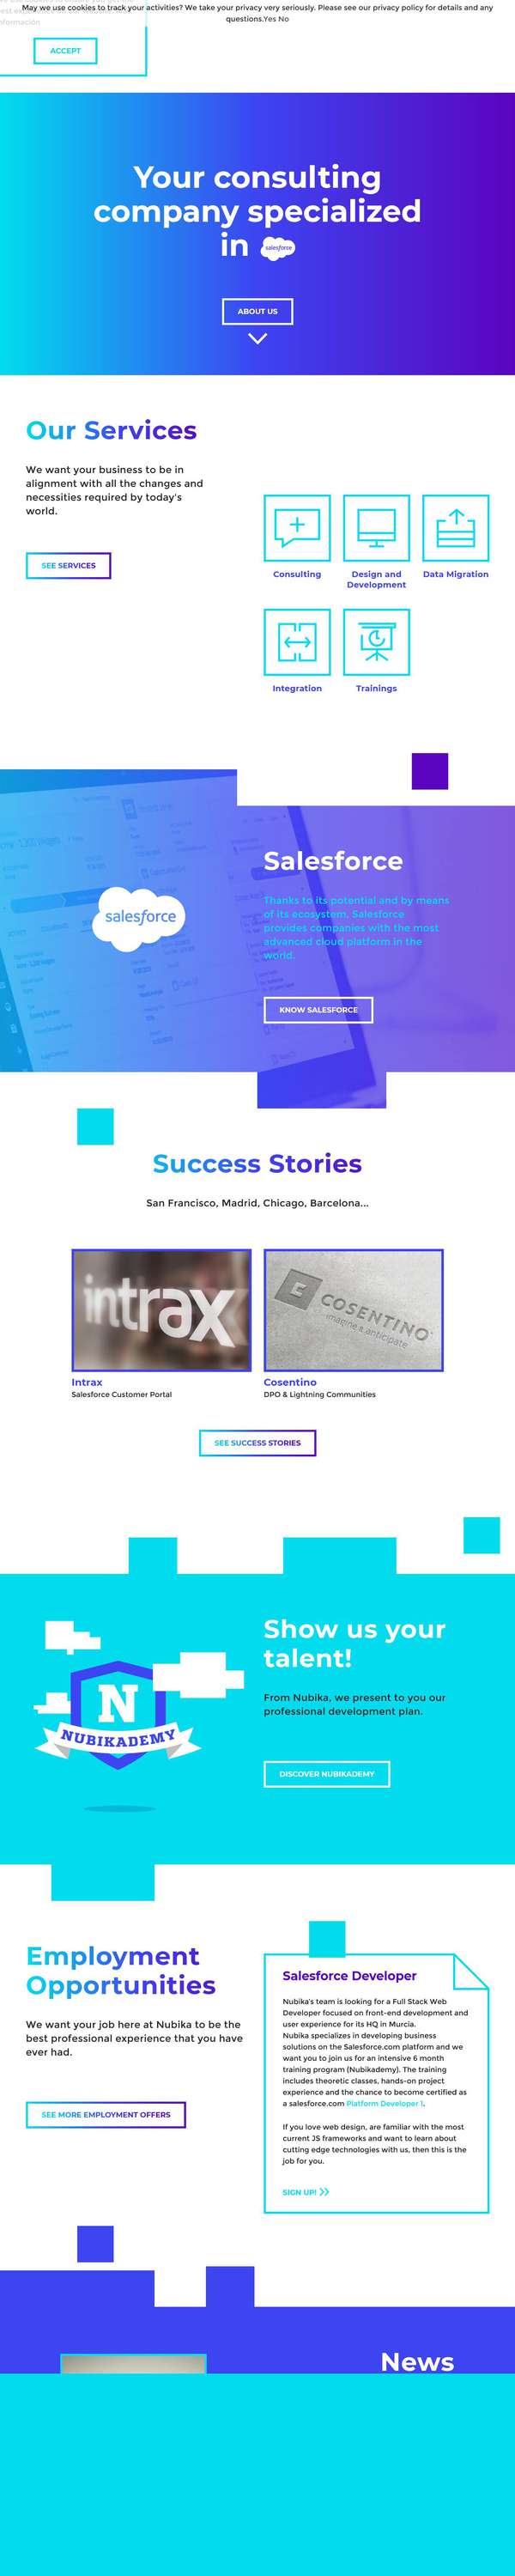 May we use cookies to track your activities? We take your privacy very seriously. Please see our privacy policy for details and any
questions.Yes No
ACCEPT
Your consulting
company specialized
in salesforce
ABOUT US
Our Services
We want your business to be in
alignment with all the changes and
necessities required by today's
world.
SEE SERVICES
Consulting
Design and
Development
Data Migration
Integration
Trainings
salesforce
Salesforce
Thanks to its potential and by means
of its ecosystem, Salesforce
provides companies with the most
advanced cloud platform in the
world.
KNOW SALESFORCE
Success Stories
San Francisco, Madrid, Chicago, Barcelona...
intrax
COSENTINO
imagine & anticipate
Intrax
Salesforce Customer Portal
Cosentino
DPO & Lightning Communities
SEE SUCCESS STORIES
N
NUBIKADEMY
Show us your
talent!
From Nubika, we present to you our
professional development plan.
DISCOVER NUBIKADEMY
Employment
Opportunities
We want your job here at Nubika to be the
best professional experience that you have
ever had.
SEE MORE EMPLOYMENT OFFERS
Salesforce Developer
Nubika's team is looking for a Full Stack Web
Developer focused on front-end development and
user experience for its HQ in Murcia.
Nubika specializes in developing business
solutions on the Salesforce.com platform and we
want you to join us for an intensive 6 month
training program (Nubikademy). The training
includes theoretic classes, hands-on project
experience and the chance to become certified as
a salesforce.com Platform Developer 1.
If you love web design, are familiar with the most
current JS frameworks and want to learn about
cutting edge technologies with us, then this is the
job for you.
SIGN UP!
News